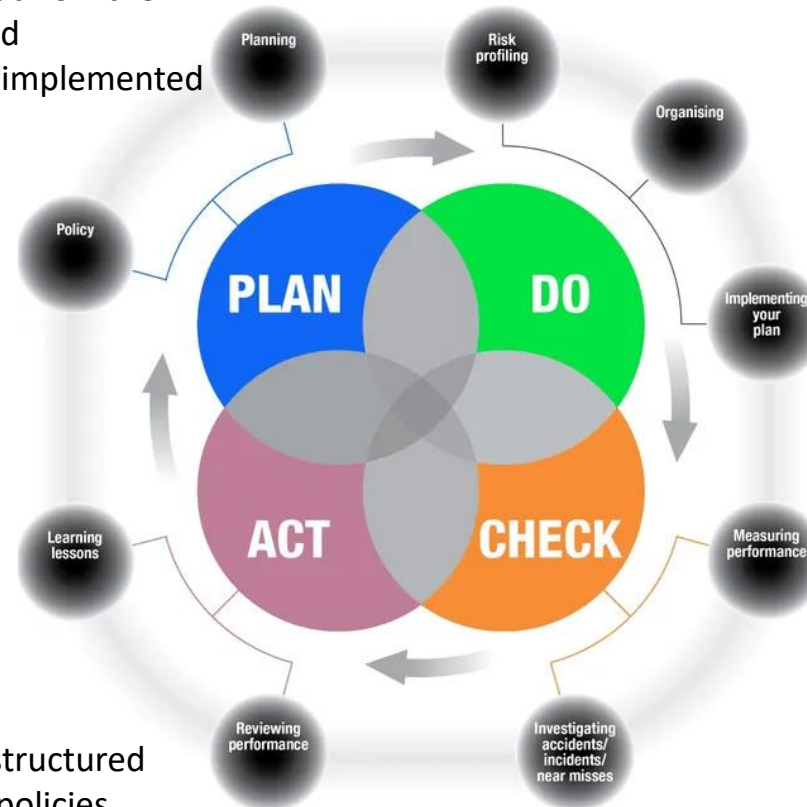 d
implemented
Planning
Risk
profiling
Organising
Policy
PLAN
DO
Implementing
your
plan
ACT
CHECK
Learning
lessons
Measuring
performance
Reviewing
performance
Investigating
accidents/
incidents/
near misses
structured
policies